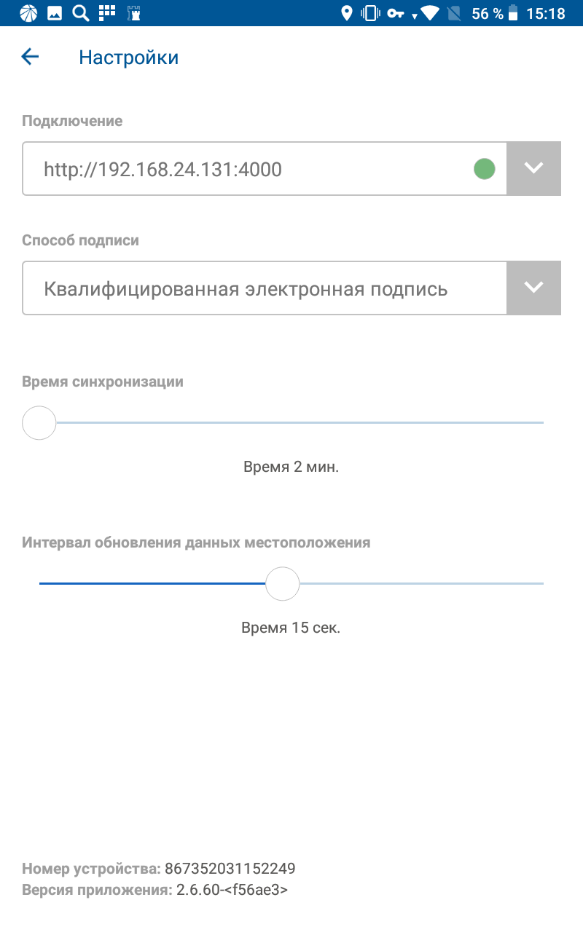 56 % 15:18
Настройки
Подключение
http://192.168.24.131:4000
Способ подписи
Квалифицированная электронная подпись
Время синхронизации
Время 2 мин.
Интервал обновления данных местоположения
Время 15 сек.
Номер устройства: 867352031152249
Версия приложения: 2.6.60-<f56ae3>